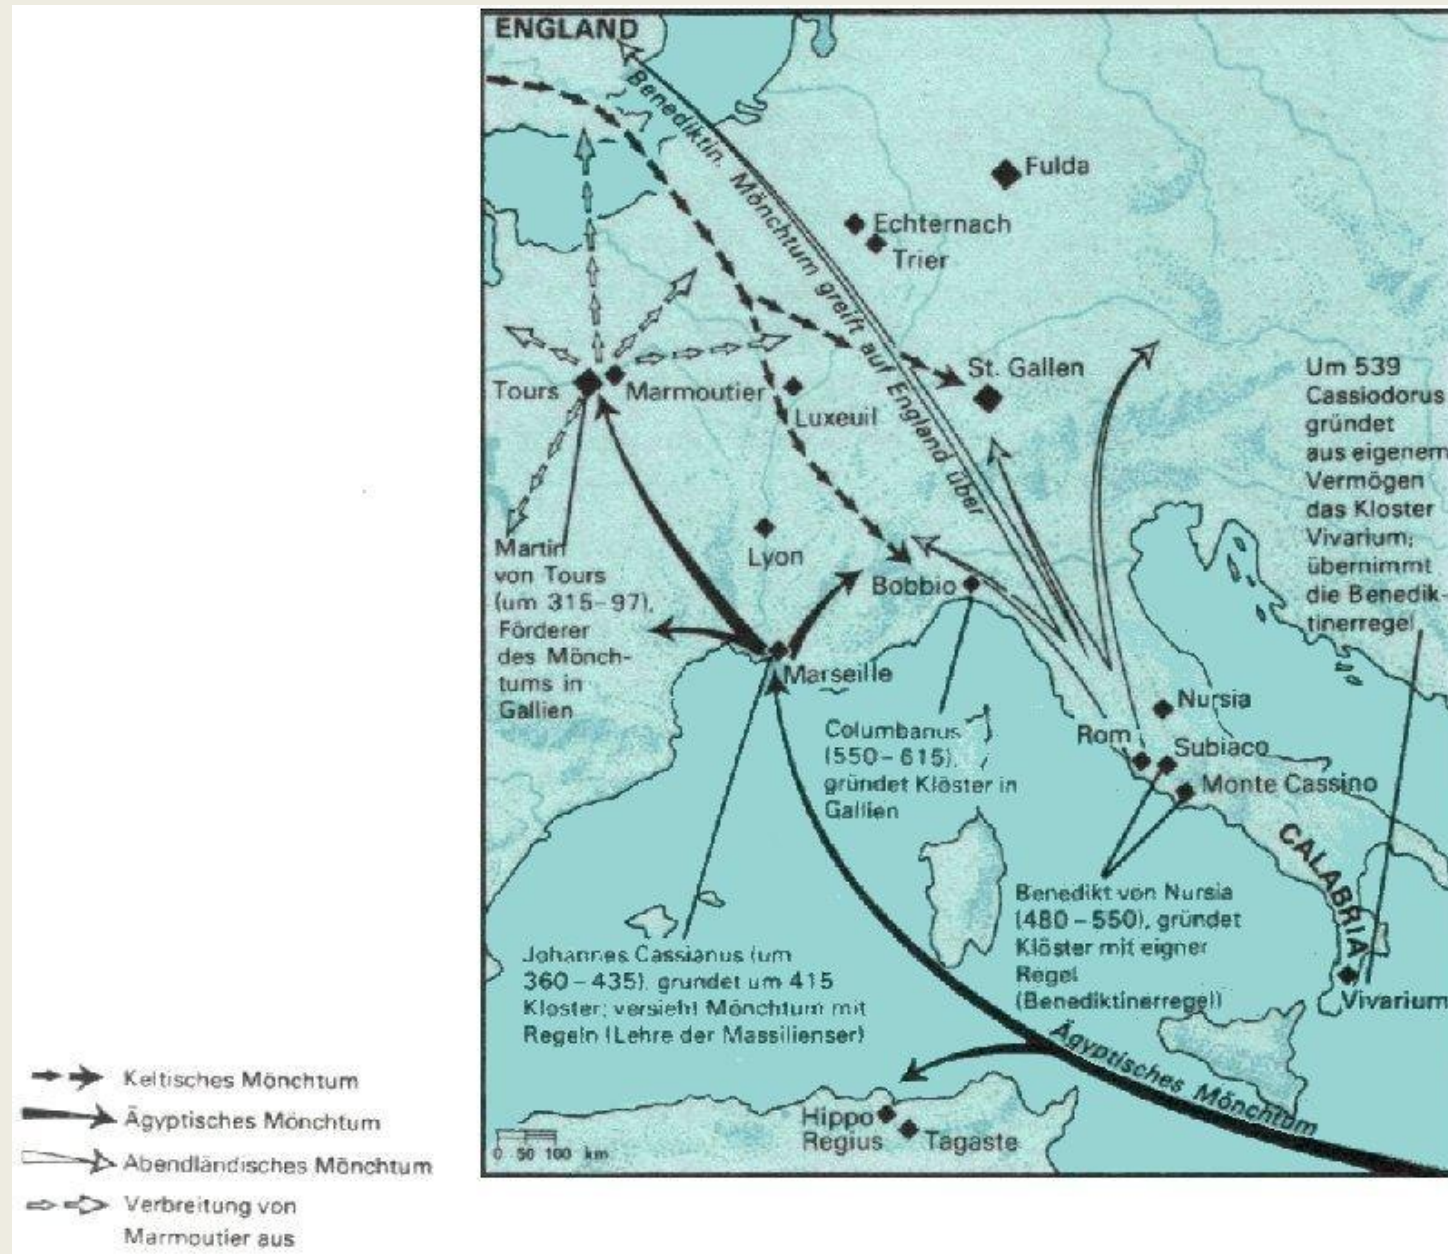 ENGLAND
Benediktin. Mönchtum greift auf England über
Fulda
Echternach
Trier
St. Gallen
Tours
Marmoutier
Luxeuil
Um 539
Cassiodorus
gründet
aus eigenem
Vermögen
das Kloster
Vivarium;
übernimmt
die Benedik-
tinerregel
Martin
von Tours
(um 315-97),
Förderer
des Mönch-
tums in
Gallien
Lyon
Bobbio
Marseille
Columbanus
(550-615),
gründet Klöster in
Gallien
Nursia
Rom
Subiaco
Monte Cassino
CALABRIA
Benedikt von Nursia
(480-550), gründet
Klöster mit eigner
Regel
(Benediktinerregel)
Johannes Cassianus (um
360-435), grundet um 415
Kloster; versieht Mönchtum mit
Regeln (Lehre der Massilienser)
Vivarium
Ägyptisches Mönchtum
Hippo
Regius
Tagaste
0 50 100 km
Keltisches Mönchtum
Ägyptisches Mönchtum
Abendländisches Mönchtum
Verbreitung von
Marmoutier aus